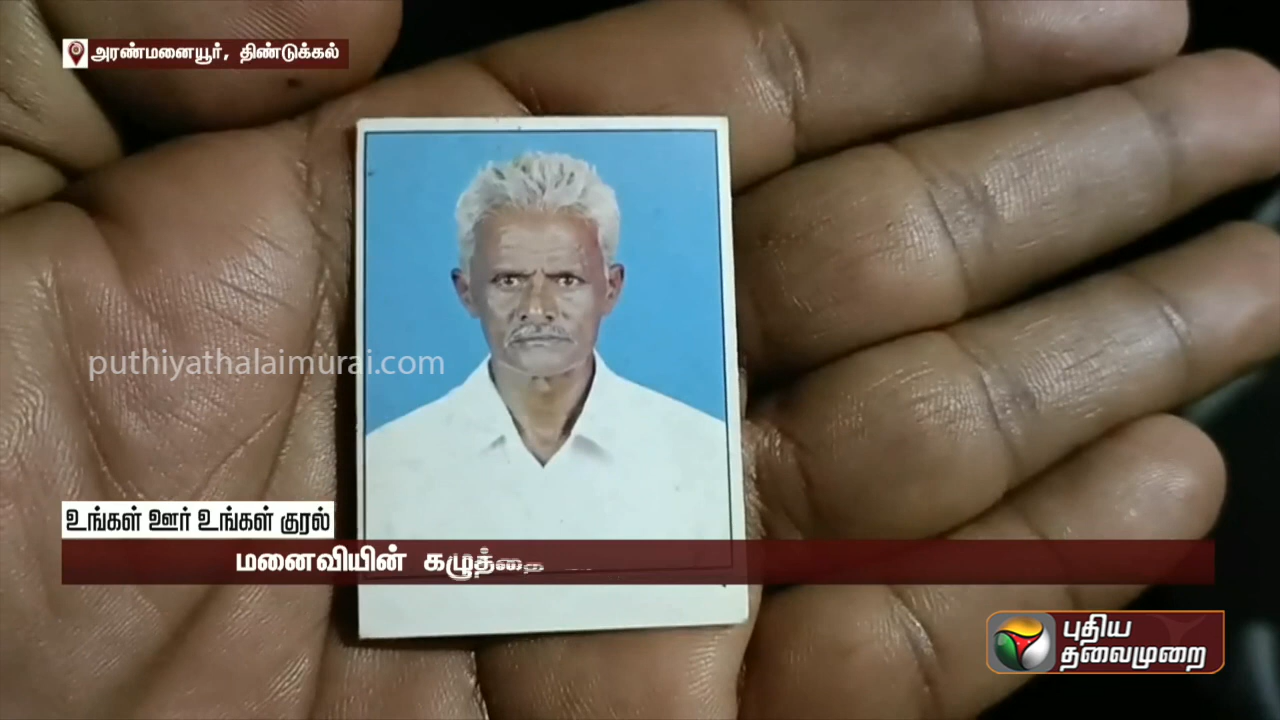 அரண்மனையூர், திண்டுக்கல்
puthiyathalaimurai.com
உங்கள் ஊர் உங்கள் குரல்
மனைவியின் கழுத்தை
புதிய
தலைமுறை